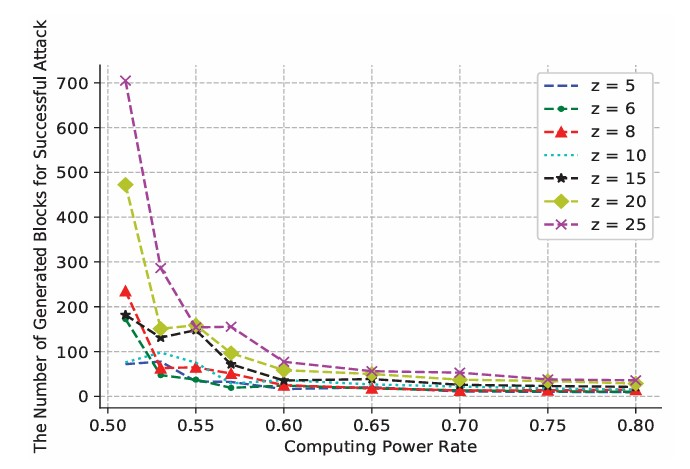 The Number of Generated Blocks for Successful Attack
700
600
500
400
300
200
100
0
0.50 0.55 0.60 0.65 0.70 0.75 0.80
Computing Power Rate
z = 5
z = 6
z = 8
z = 10
z = 15
z = 20
z = 25